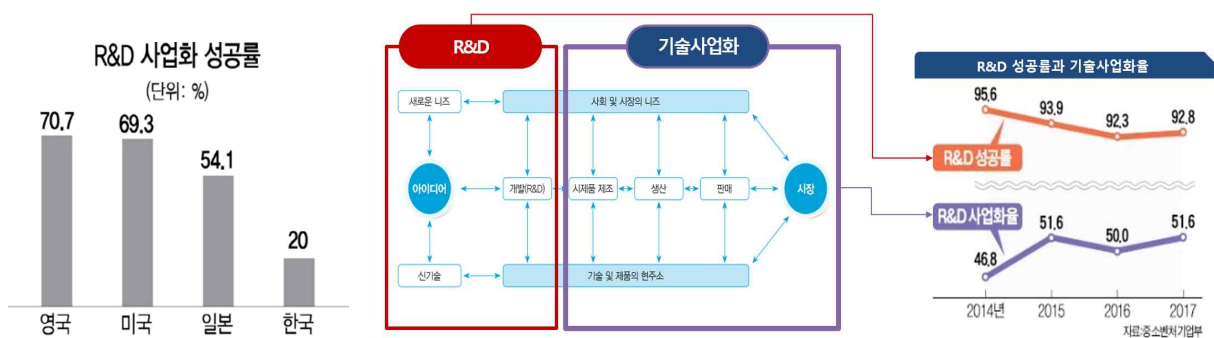 R&D 사업화 성공률
(단위: %)
70.7
69.3
54.1
20
영국
미국
일본
한국
R&D
기술사업화
새로운 니즈
사회 및 시장의 니즈
아이디어
개발(R&D)
시제품 제조
생산
판매
시장
신기술
기술 및 제품의 현주소
R&D 성공률과 기술사업화율
95.6
93.9
92.3
92.8
R&D 성공률
R&D 사업화율
46.8
51.6
50.0
51.6
2014년
2015
2016
2017
자료:중소벤처기업부